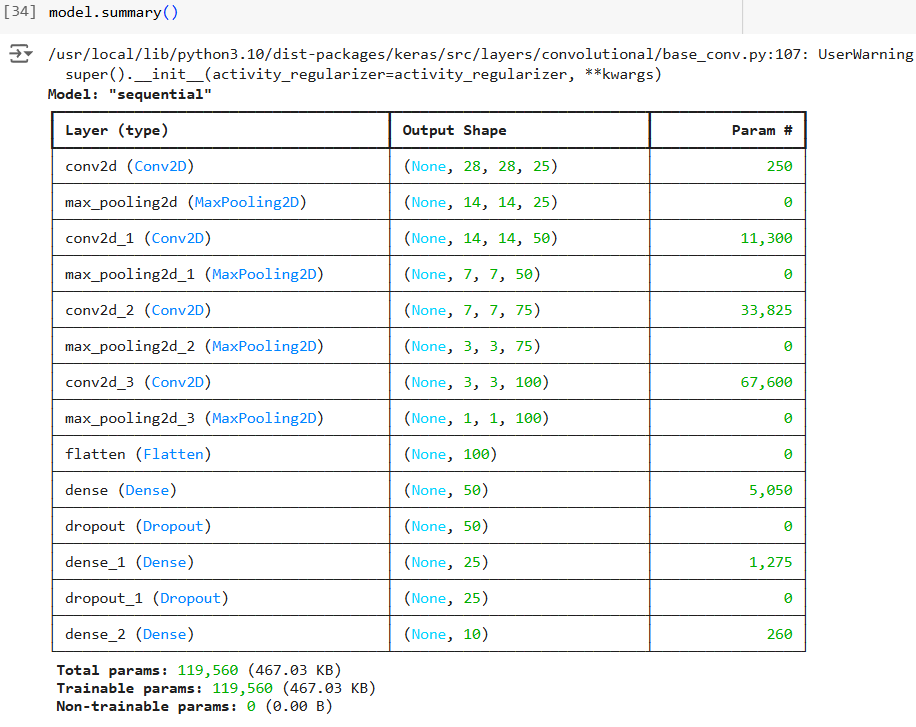 [34] model.summary()
/usr/local/lib/python3.10/dist-packages/keras/src/layers/convolutional/base_conv.py:107: UserWarning
super().__init__(activity_regularizer=activity_regularizer, **kwargs)
Model: "sequential"
Layer (type) Output Shape Param #
conv2d (Conv2D) (None, 28, 28, 25) 250
max_pooling2d (MaxPooling2D) (None, 14, 14, 25) 0
conv2d_1 (Conv2D) (None, 14, 14, 50) 11,300
max_pooling2d_1 (MaxPooling2D) (None, 7, 7, 50) 0
conv2d_2 (Conv2D) (None, 7, 7, 75) 33,825
max_pooling2d_2 (MaxPooling2D) (None, 3, 3, 75) 0
conv2d_3 (Conv2D) (None, 3, 3, 100) 67,600
max_pooling2d_3 (MaxPooling2D) (None, 1, 1, 100) 0
flatten (Flatten) (None, 100) 0
dense (Dense) (None, 50) 5,050
dropout (Dropout) (None, 50) 0
dense_1 (Dense) (None, 25) 1,275
dropout_1 (Dropout) (None, 25) 0
dense_2 (Dense) (None, 10) 260
Total params: 119,560 (467.03 KB)
Trainable params: 119,560 (467.03 KB)
Non-trainable params: 0 (0.00 B)